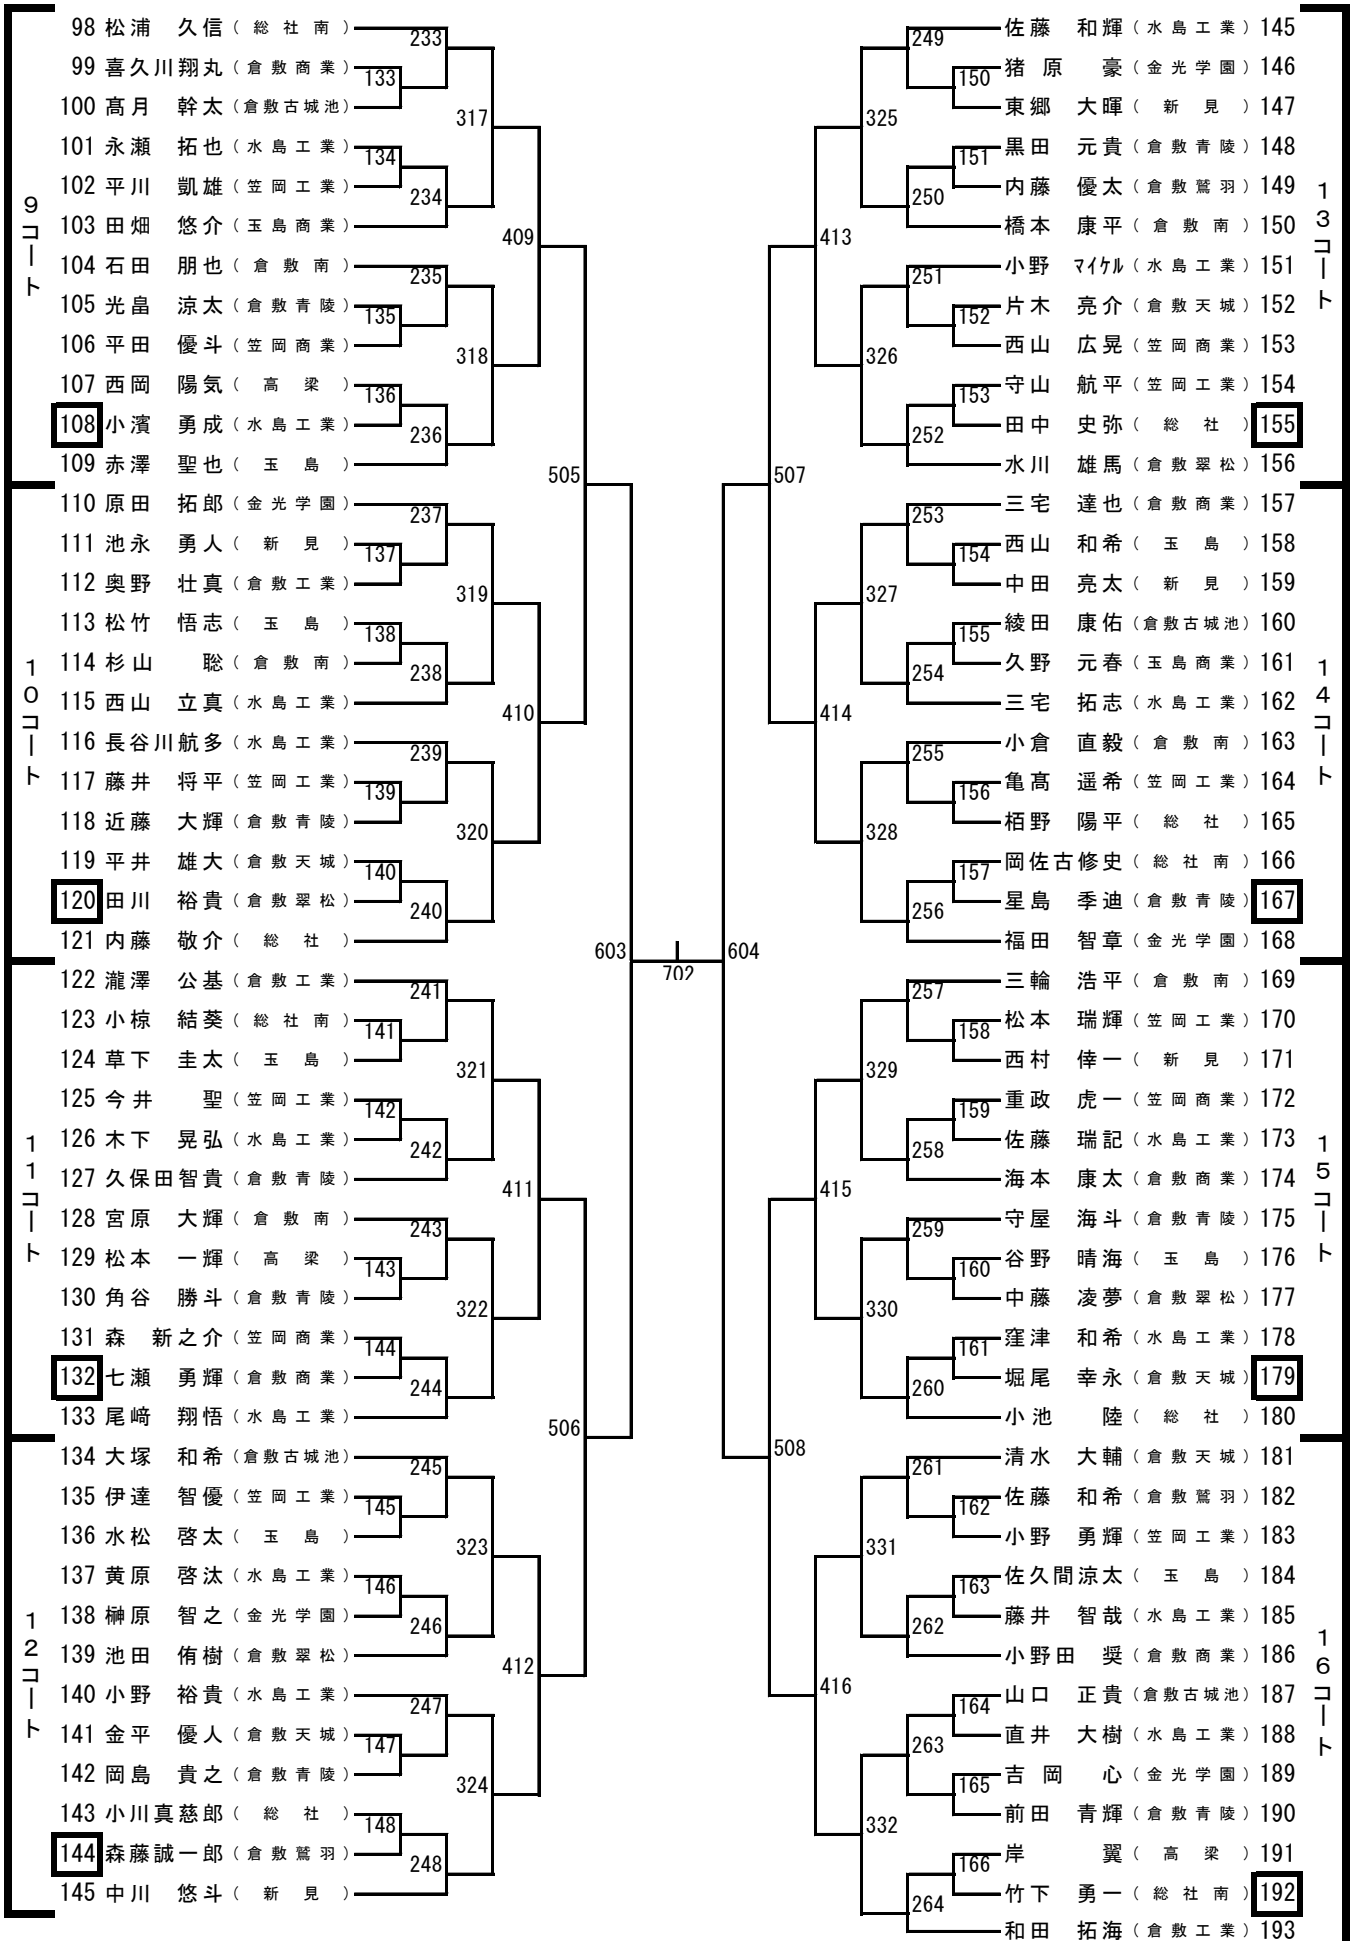 9コート
98 松浦 久信 (総社南)
99 喜久川翔丸 (倉敷商業)
100 髙月 幹太 (倉敷古城池)
101 永瀬 拓也 (水島工業)
102 平川 凱雄 (笠岡工業)
103 田畑 悠介 (玉島商業)
104 石田 朋也 (倉敷南)
105 光畠 涼太 (倉敷青陵)
106 平田 優斗 (笠岡商業)
107 西岡 陽気 (高梁)
108 小濱 勇成 (水島工業)
109 赤澤 聖也 (玉島)
10コート
110 原田 拓郎 (金光学園)
111 池永 勇人 (新見)
112 奥野 壮真 (倉敷工業)
113 松竹 悟志 (玉島)
114 杉山 聡 (倉敷南)
115 西山 立真 (水島工業)
116 長谷川航多 (水島工業)
117 藤井 将平 (笠岡工業)
118 近藤 大輝 (倉敷青陵)
119 平井 雄大 (倉敷天城)
120 田川 裕貴 (倉敷翠松)
121 内藤 敬介 (総社)
11コート
122 瀧澤 公基 (倉敷工業)
123 小椋 結葵 (総社南)
124 草下 圭太 (玉島)
125 今井 聖 (笠岡工業)
126 木下 晃弘 (水島工業)
127 久保田智貴 (倉敷青陵)
128 宮原 大輝 (倉敷南)
129 松本 一輝 (高梁)
130 角谷 勝斗 (倉敷青陵)
131 森 新之介 (笠岡商業)
132 七瀬 勇輝 (倉敷商業)
133 尾﨑 翔悟 (水島工業)
12コート
134 大塚 和希 (倉敷古城池)
135 伊達 智優 (笠岡工業)
136 水松 啓太 (玉島)
137 黄原 啓汰 (水島工業)
138 榊原 智之 (金光学園)
139 池田 侑樹 (倉敷翠松)
140 小野 裕貴 (水島工業)
141 金平 優人 (倉敷天城)
142 岡島 貴之 (倉敷青陵)
143 小川真慈郎 (総社)
144 森藤誠一郎 (倉敷鷲羽)
145 中川 悠斗 (新見)
233
133
134
234
235
135
136
236
237
137
138
238
239
139
140
240
241
141
142
242
243
143
144
244
245
145
146
246
247
147
148
248
317
318
319
320
321
322
323
324
409
410
411
412
505
506
603
702
604
507
508
413
414
415
416
325
326
327
328
329
330
331
332
249
150
151
250
251
152
153
252
253
154
155
254
255
156
157
256
257
158
159
258
259
160
161
260
261
162
163
262
164
263
165
166
264
13コート
佐藤 和輝 (水島工業) 145
猪原 豪 (金光学園) 146
東郷 大暉 (新見) 147
黒田 元貴 (倉敷青陵) 148
内藤 優太 (倉敷鷲羽) 149
橋本 康平 (倉敷南) 150
小野 ﾏｲｹﾙ (水島工業) 151
片木 亮介 (倉敷天城) 152
西山 広晃 (笠岡商業) 153
守山 航平 (笠岡工業) 154
田中 史弥 (総社) 155
水川 雄馬 (倉敷翠松) 156
14コート
三宅 達也 (倉敷商業) 157
西山 和希 (玉島) 158
中田 亮太 (新見) 159
綾田 康佑 (倉敷古城池) 160
久野 元春 (玉島商業) 161
三宅 拓志 (水島工業) 162
小倉 直毅 (倉敷南) 163
亀髙 遥希 (笠岡工業) 164
栢野 陽平 (総社) 165
岡佐古修史 (総社南) 166
星島 季迪 (倉敷青陵) 167
福田 智章 (金光学園) 168
15コート
三輪 浩平 (倉敷南) 169
松本 瑞輝 (笠岡工業) 170
西村 倖一 (新見) 171
重政 虎一 (笠岡商業) 172
佐藤 瑞記 (水島工業) 173
海本 康太 (倉敷商業) 174
守屋 海斗 (倉敷青陵) 175
谷野 晴海 (玉島) 176
中藤 凌夢 (倉敷翠松) 177
窪津 和希 (水島工業) 178
堀尾 幸永 (倉敷天城) 179
小池 陸 (総社) 180
16コート
清水 大輔 (倉敷天城) 181
佐藤 和希 (倉敷鷲羽) 182
小野 勇輝 (笠岡工業) 183
佐久間涼太 (玉島) 184
藤井 智哉 (水島工業) 185
小野田 奨 (倉敷商業) 186
山口 正貴 (倉敷古城池) 187
直井 大樹 (水島工業) 188
吉岡 心 (金光学園) 189
前田 青輝 (倉敷青陵) 190
岸 翼 (高梁) 191
竹下 勇一 (総社南) 192
和田 拓海 (倉敷工業) 193